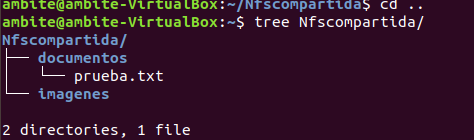 ambite@ambite-VirtualBox:~/Nfscompartida$ cd ..
ambite@ambite-VirtualBox:~$ tree Nfscompartida/
Nfscompartida/
├── documentos
│   └── prueba.txt
└── imagenes

2 directories, 1 file